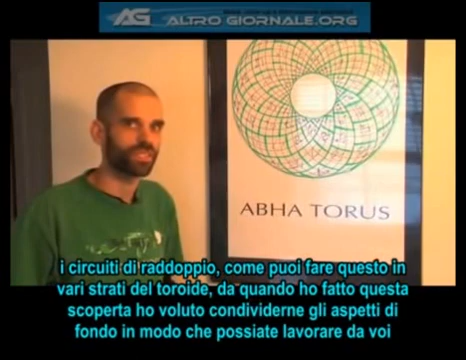 ALTRO GIORNALE.ORG
ABHA TORUS
i circuiti di raddoppio, come puoi fare questo in
vari strati del toroide, da quando ho fatto questa
scoperta ho voluto condividerne gli aspetti di
fondo in modo che possiate lavorare da voi